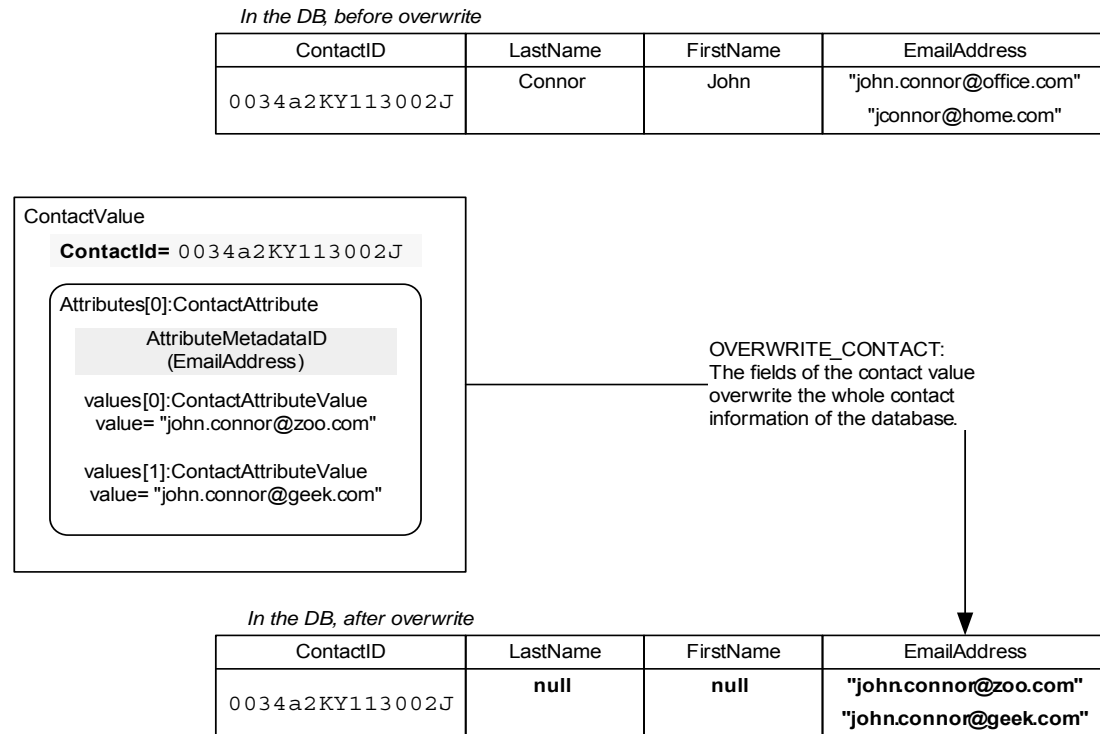 In the DB, before overwrite
ContactID LastName FirstName EmailAddress
0034a2KY113002J Connor John "john.connor@office.com"
"jconnor@home.com"
ContactValue
ContactId= 0034a2KY113002J
Attributes[0]:ContactAttribute
AttributeMetadataID
(EmailAddress)
values[0]:ContactAttributeValue
value= "john.connor@zoo.com"
values[1]:ContactAttributeValue
value= "john.connor@geek.com"
OVERWRITE_CONTACT:
The fields of the contact value
overwrite the whole contact
information of the database.
In the DB, after overwrite
ContactID LastName FirstName EmailAddress
0034a2KY113002J null null "john.connor@zoo.com"
"john.connor@geek.com"